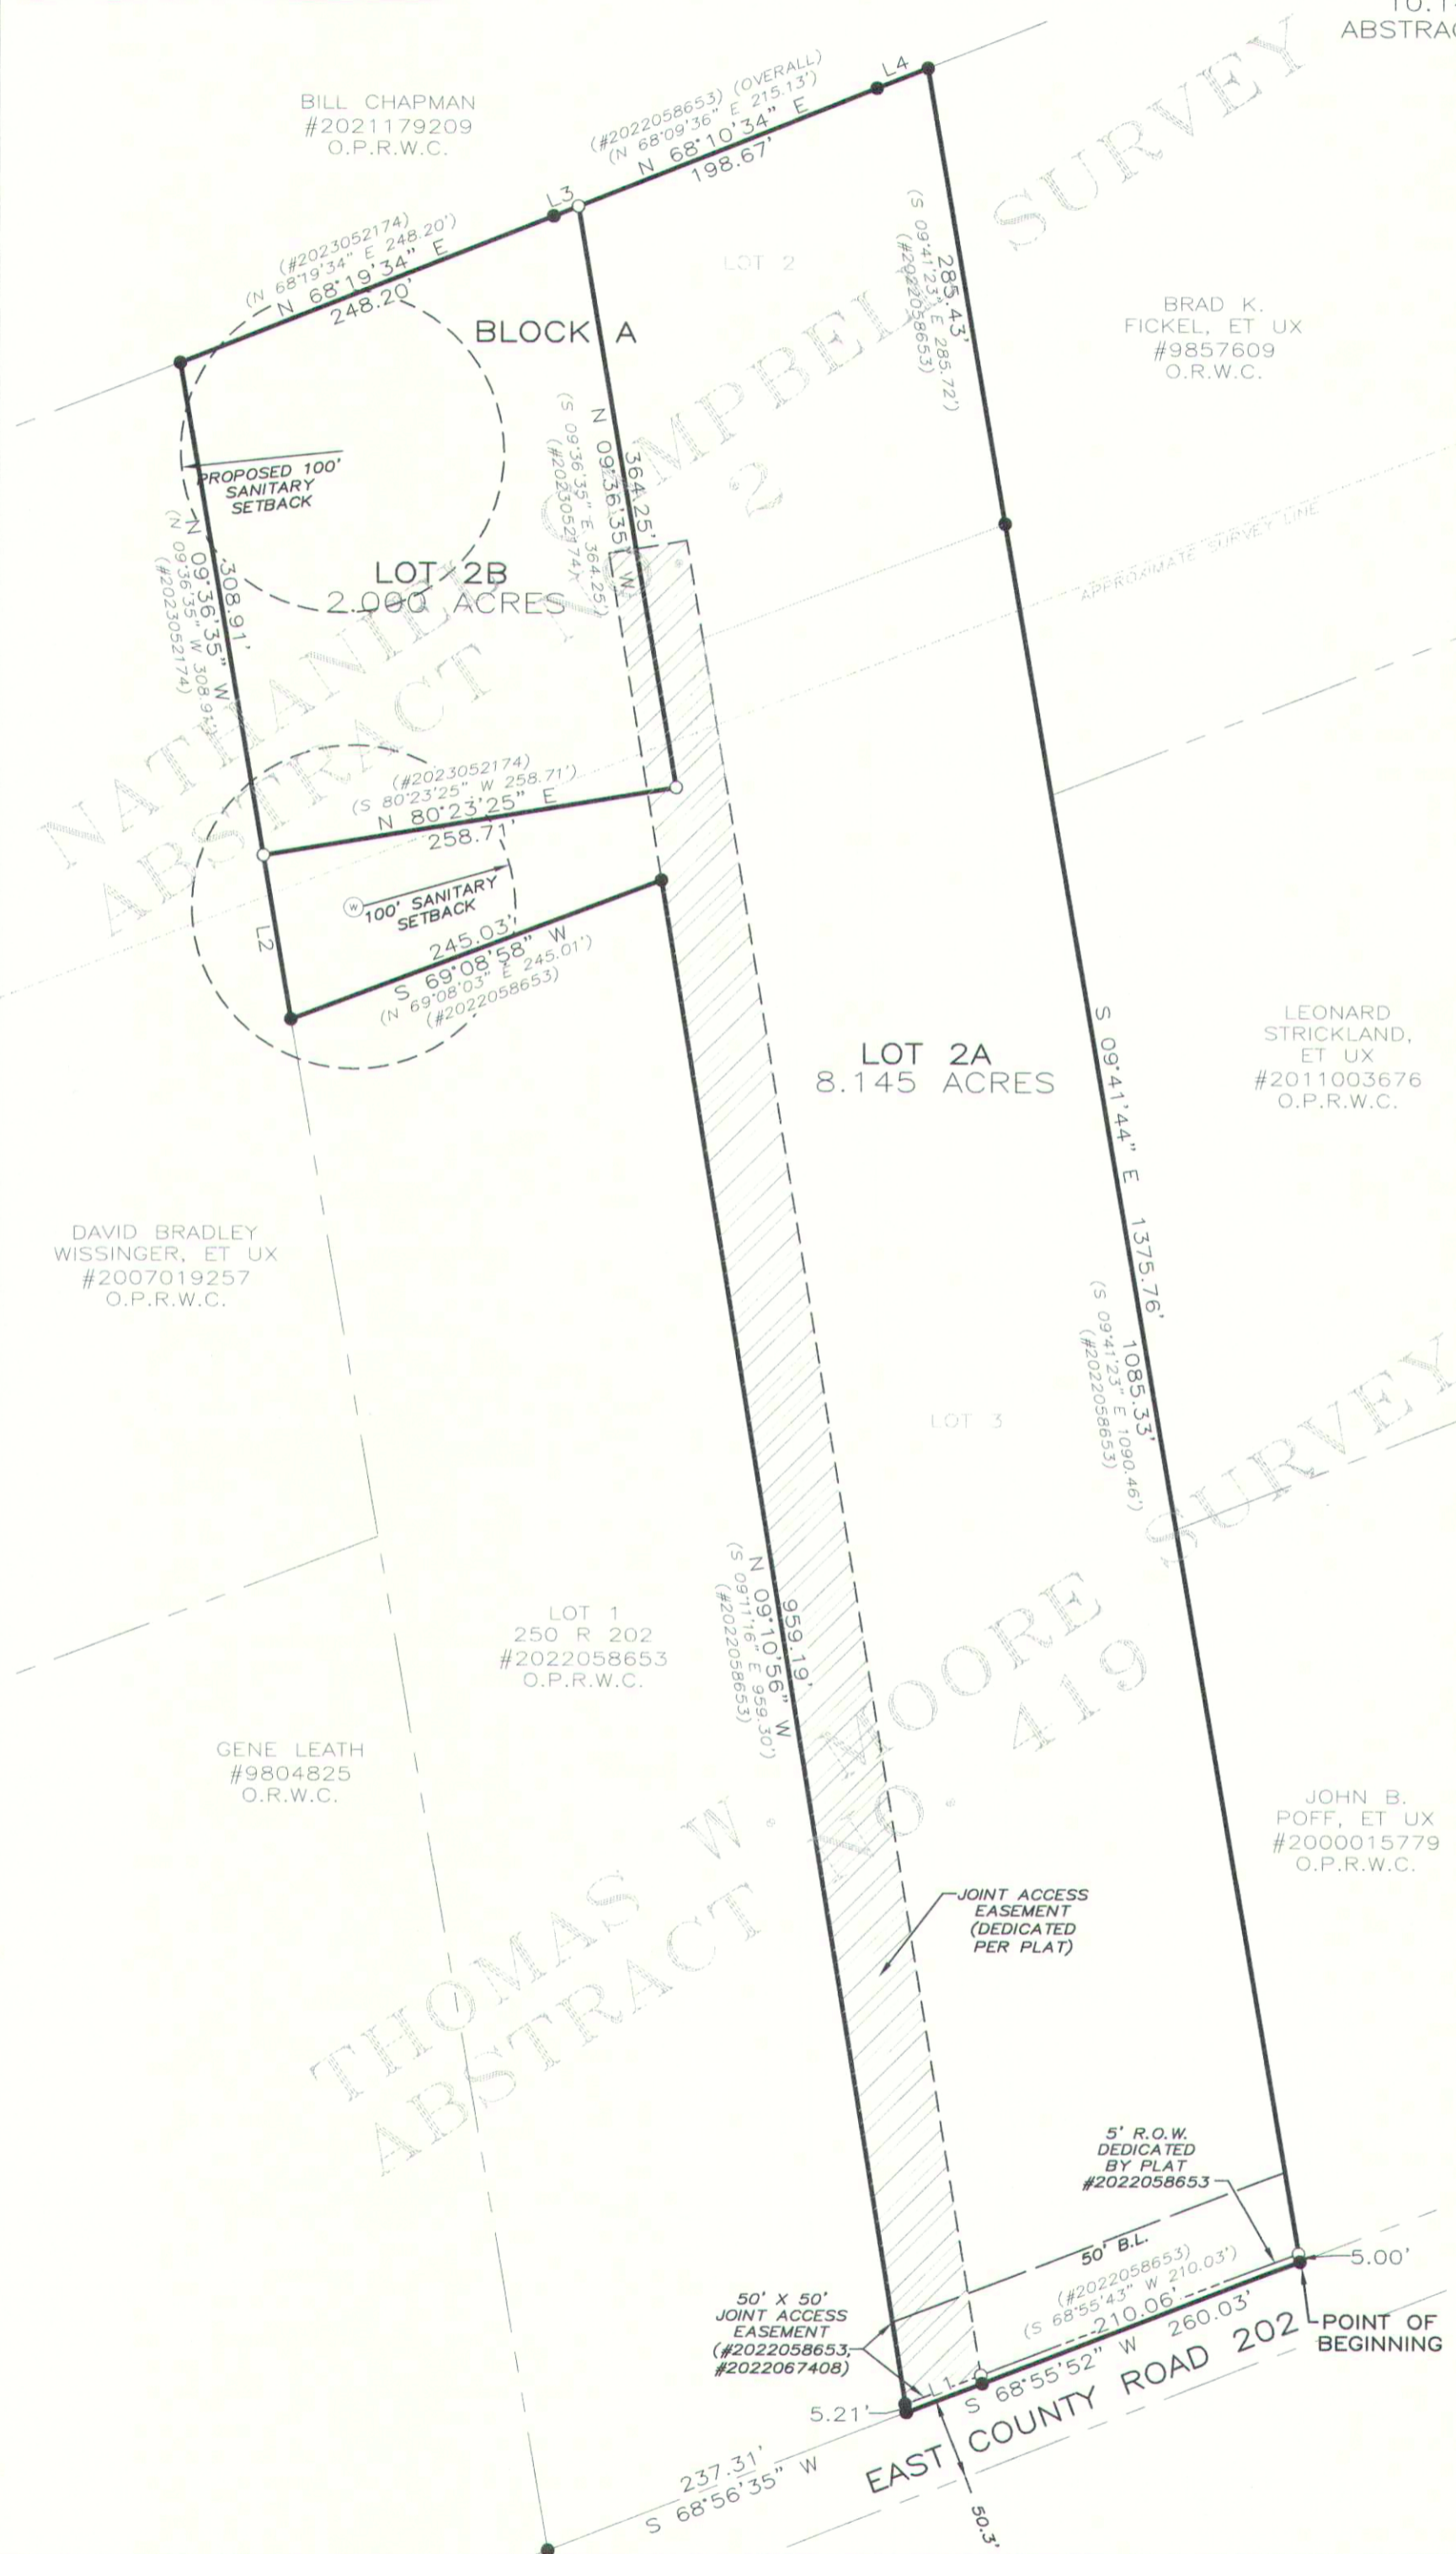 TO.1
ABSTRAC
BILL CHAPMAN
#2021179209
O.P.R.W.C.
(#2022058653) (OVERALL)
(N 68°09'36" E 215.13')
N 68°10'34" E
198.67'
L4
L3
(#2023052174)
(N 68°19'34" E 248.20')
N 68°19'34" E
248.20'
BLOCK A
LOT 2
285.43'
(S 09°41'23" E 285.72')
(#2022058653)
BRAD K.
FICKEL, ET UX
#9857609
O.R.W.C.
PROPOSED 100'
SANITARY
SETBACK
364.25'
N 09°36'35" W
(S 09°36'35" E 364.25')
(#2023052174)
LOT 2B
2.000 ACRES
308.91'
N 09°36'35" W
(N 09°36'35" W 308.91')
(#2023052174)
SURVEY
NATHANIEL
ABSTRACT
2
APPROXIMATE SURVEY LINE
(#2023052174)
(S 80°23'25" W 258.71')
N 80°23'25" E
258.71'
W
100' SANITARY
SETBACK
L2
245.03'
S 69°08'58" W
(N 69°08'03" E 245.01')
(#2022058653)
LOT 2A
8.145 ACRES
S 09°41'44" E 1375.76'
1085.33'
(S 09°41'23" E 1090.46')
(#2022058653)
LEONARD
STRICKLAND,
ET UX
#2011003676
O.P.R.W.C.
DAVID BRADLEY
WISSINGER, ET UX
#2007019257
O.P.R.W.C.
LOT 3
959.19'
N 09°10'56" W
(S 09°11'16" E 959.30')
(#2022058653)
LOT 1
250 R 202
#2022058653
O.P.R.W.C.
GENE LEATH
#9804825
O.R.W.C.
JOHN B.
POFF, ET UX
#2000015779
O.P.R.W.C.
THOMAS W. MOORE SURVEY
ABSTRACT NO. 419
JOINT ACCESS
EASEMENT
(DEDICATED
PER PLAT)
5' R.O.W.
DEDICATED
BY PLAT
#2022058653
50' B.L.
5.00'
(#2022058653)
(S 68°55'43" W 210.03')
210.06'
S 68°55'52" W 260.03'
POINT OF
BEGINNING
50' X 50'
JOINT ACCESS
EASEMENT
(#2022058653,
#2022067408)
L1
5.21'
EAST COUNTY ROAD 202
237.31'
S 68°56'35" W
50.3'